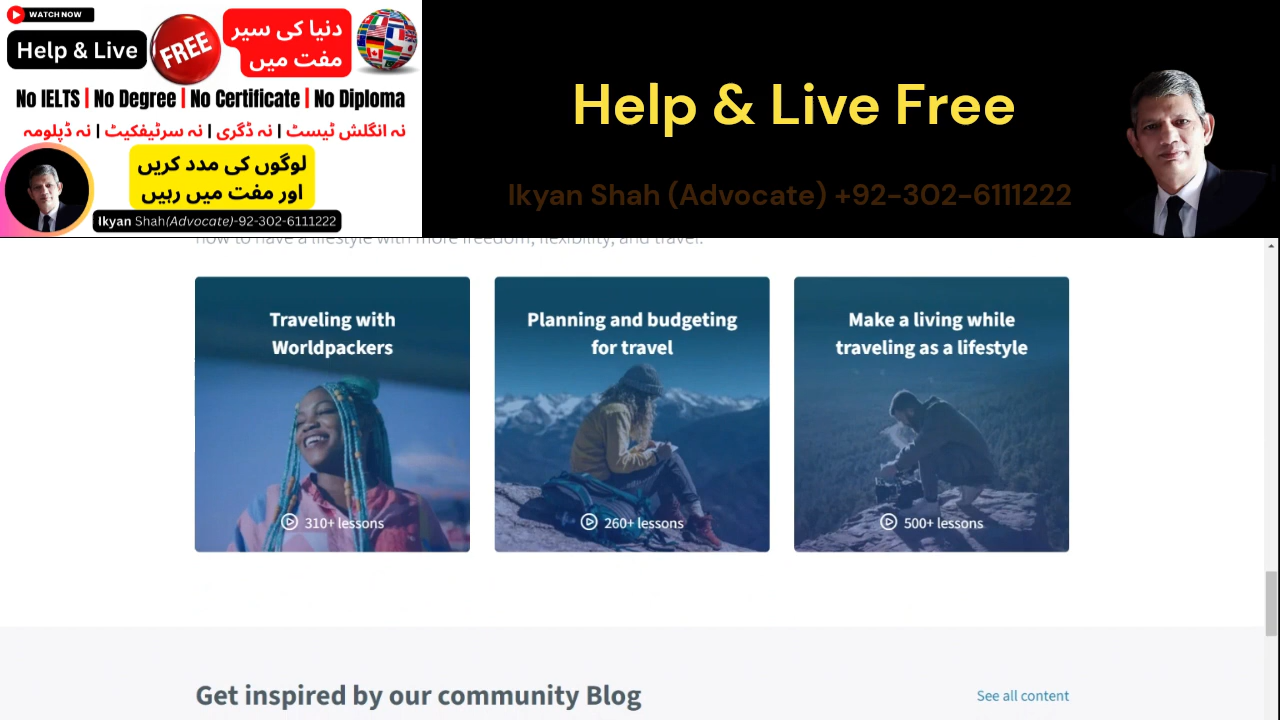 WATCH NOW
Help & Live
FREE
دنیا کی سیر
مفت میں
No IELTS | No Degree | No Certificate | No Diploma
نہ انگلش ٹیسٹ | نہ ڈگری | نہ سرٹیفکیٹ | نہ ڈپلومہ
لوگوں کی مدد کریں
اور مفت میں رہیں
Ikyan Shah(Advocate)-92-302-6111222
Help & Live Free
Ikyan Shah (Advocate) +92-302-6111222
how to have a lifestyle with more freedom, flexibility, and travel.
Traveling with
Worldpackers
310+ lessons
Planning and budgeting
for travel
260+ lessons
Make a living while
traveling as a lifestyle
500+ lessons
Get inspired by our community Blog
See all content